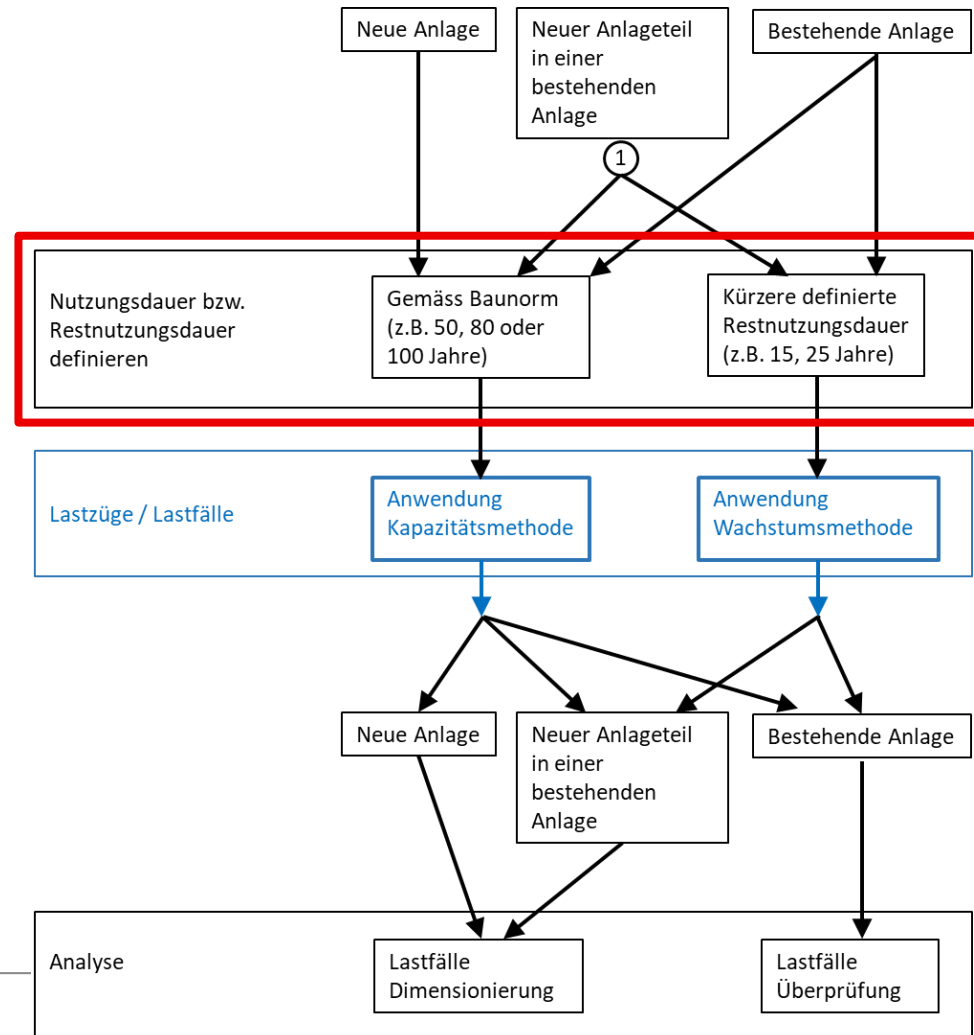 Neue Anlage
Neuer Anlageteil
in einer
bestehenden
Anlage
Bestehende Anlage
1
Nutzungsdauer bzw.
Restnutzungsdauer
definieren
Gemäss Baunorm
(z.B. 50, 80 oder
100 Jahre)
Kürzere definierte
Restnutzungsdauer
(z.B. 15, 25 Jahre)
Lastzüge / Lastfälle
Anwendung
Kapazitätsmethode
Anwendung
Wachstumsmethode
Neue Anlage
Neuer Anlageteil
in einer
bestehenden
Anlage
Bestehende Anlage
Analyse
Lastfälle
Dimensionierung
Lastfälle
Überprüfung